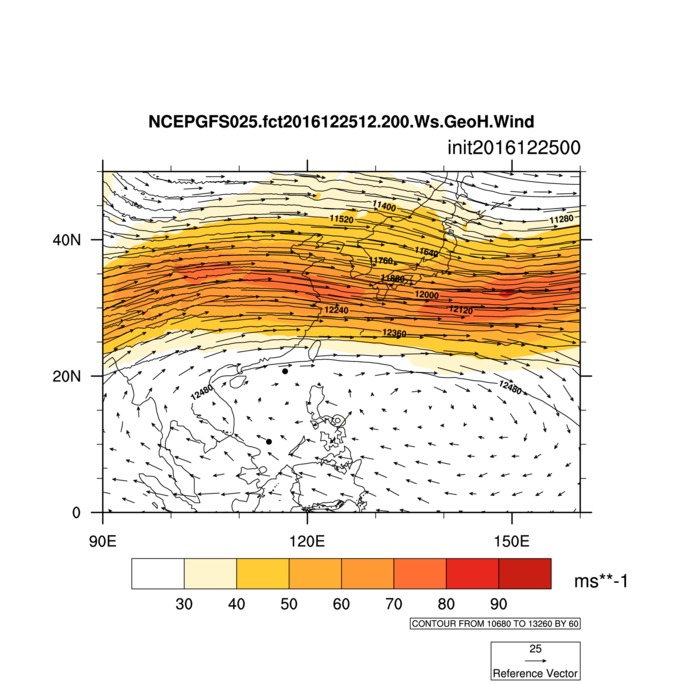 NCEPGFS025.fct2016122512.200.Ws.GeoH.Wind
init2016122500
11400
11520
11280
40N
11640
11760
11880
12000
12240
12120
12360
20N
12480
12480
0
90E 120E 150E
ms**-1
30 40 50 60 70 80 90
CONTOUR FROM 10680 TO 13260 BY 60
25
Reference Vector